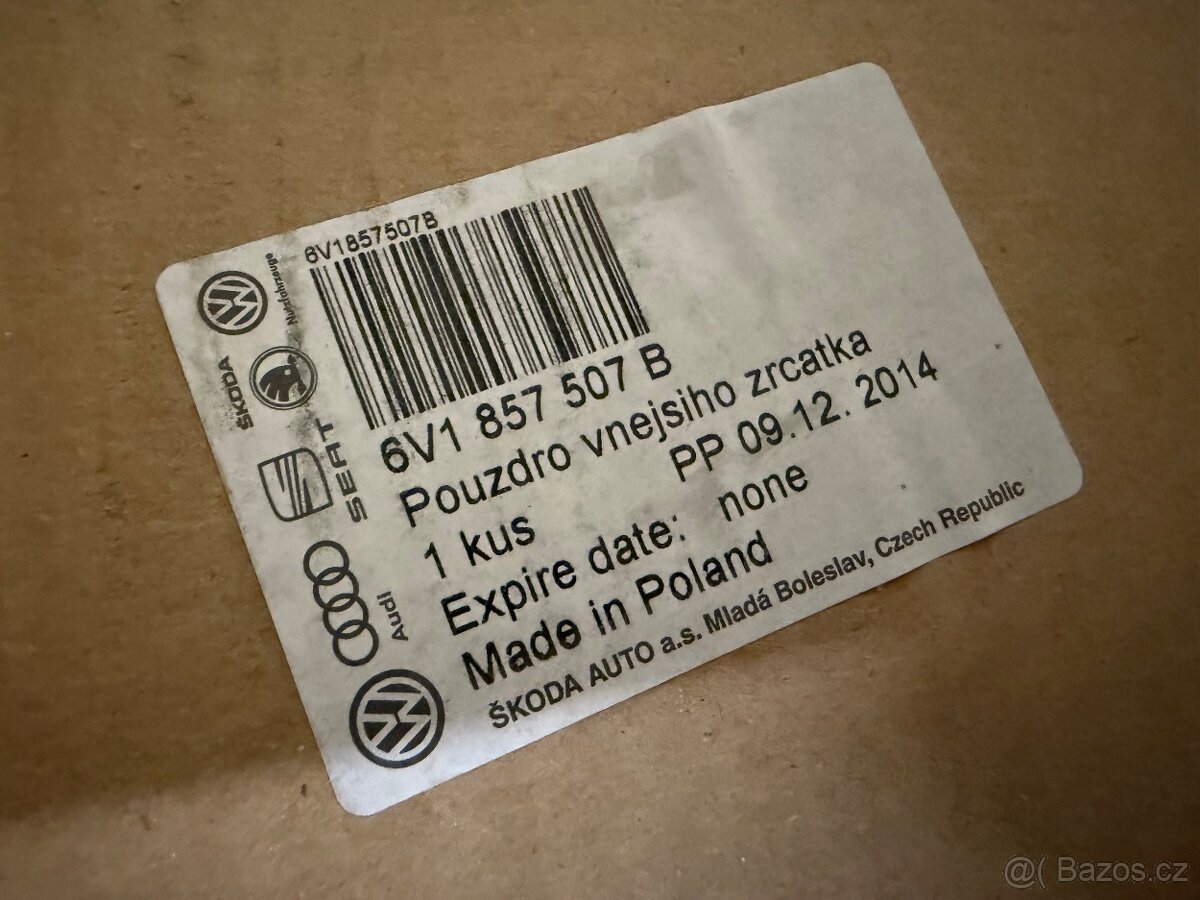 6V1857507B
Nutzfahrzeuge
ŠKODA
SEAT
Audi
6V1 857 507 B
Pouzdro vnejsiho zrcatka
1 kus PP 09.12. 2014
Expire date: none
Made in Poland
ŠKODA AUTO a.s. Mladá Boleslav, Czech Republic
@( Bazos.cz